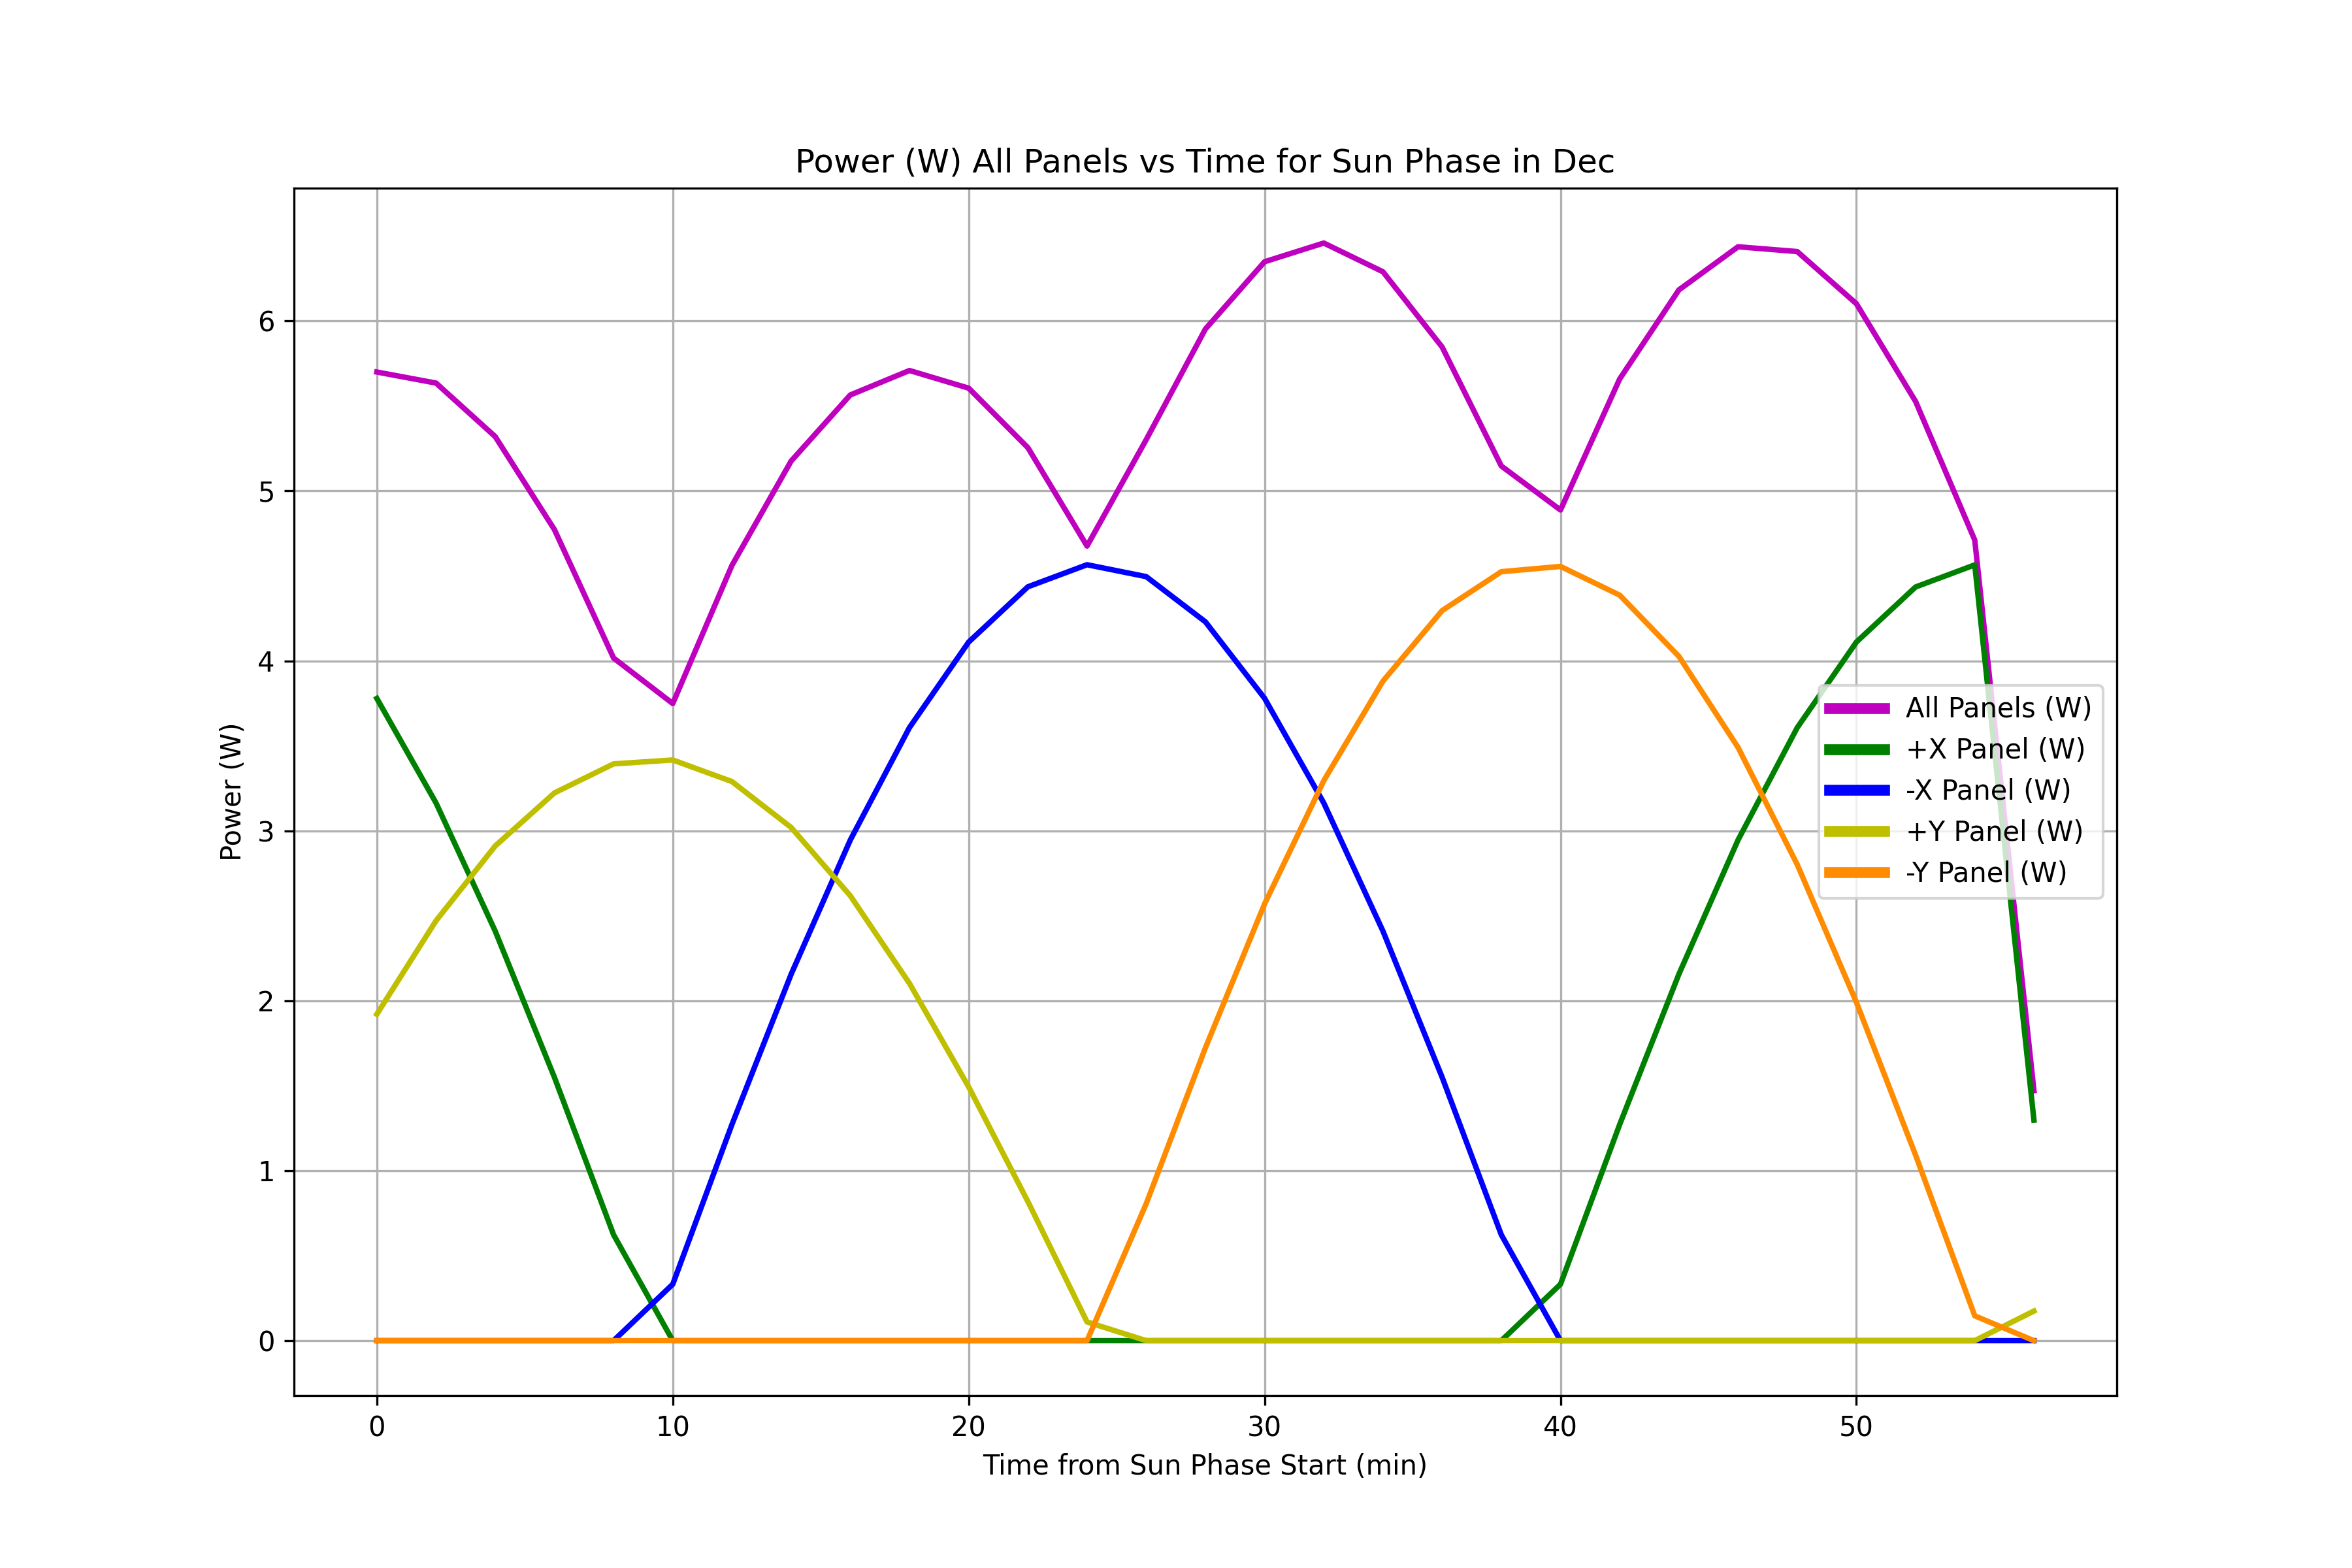 Power (W) All Panels vs Time for Sun Phase in Dec
Power (W)
6
5
4
3
2
1
0
All Panels (W)
+X Panel (W)
-X Panel (W)
+Y Panel (W)
-Y Panel (W)
0 10 20 30 40 50
Time from Sun Phase Start (min)